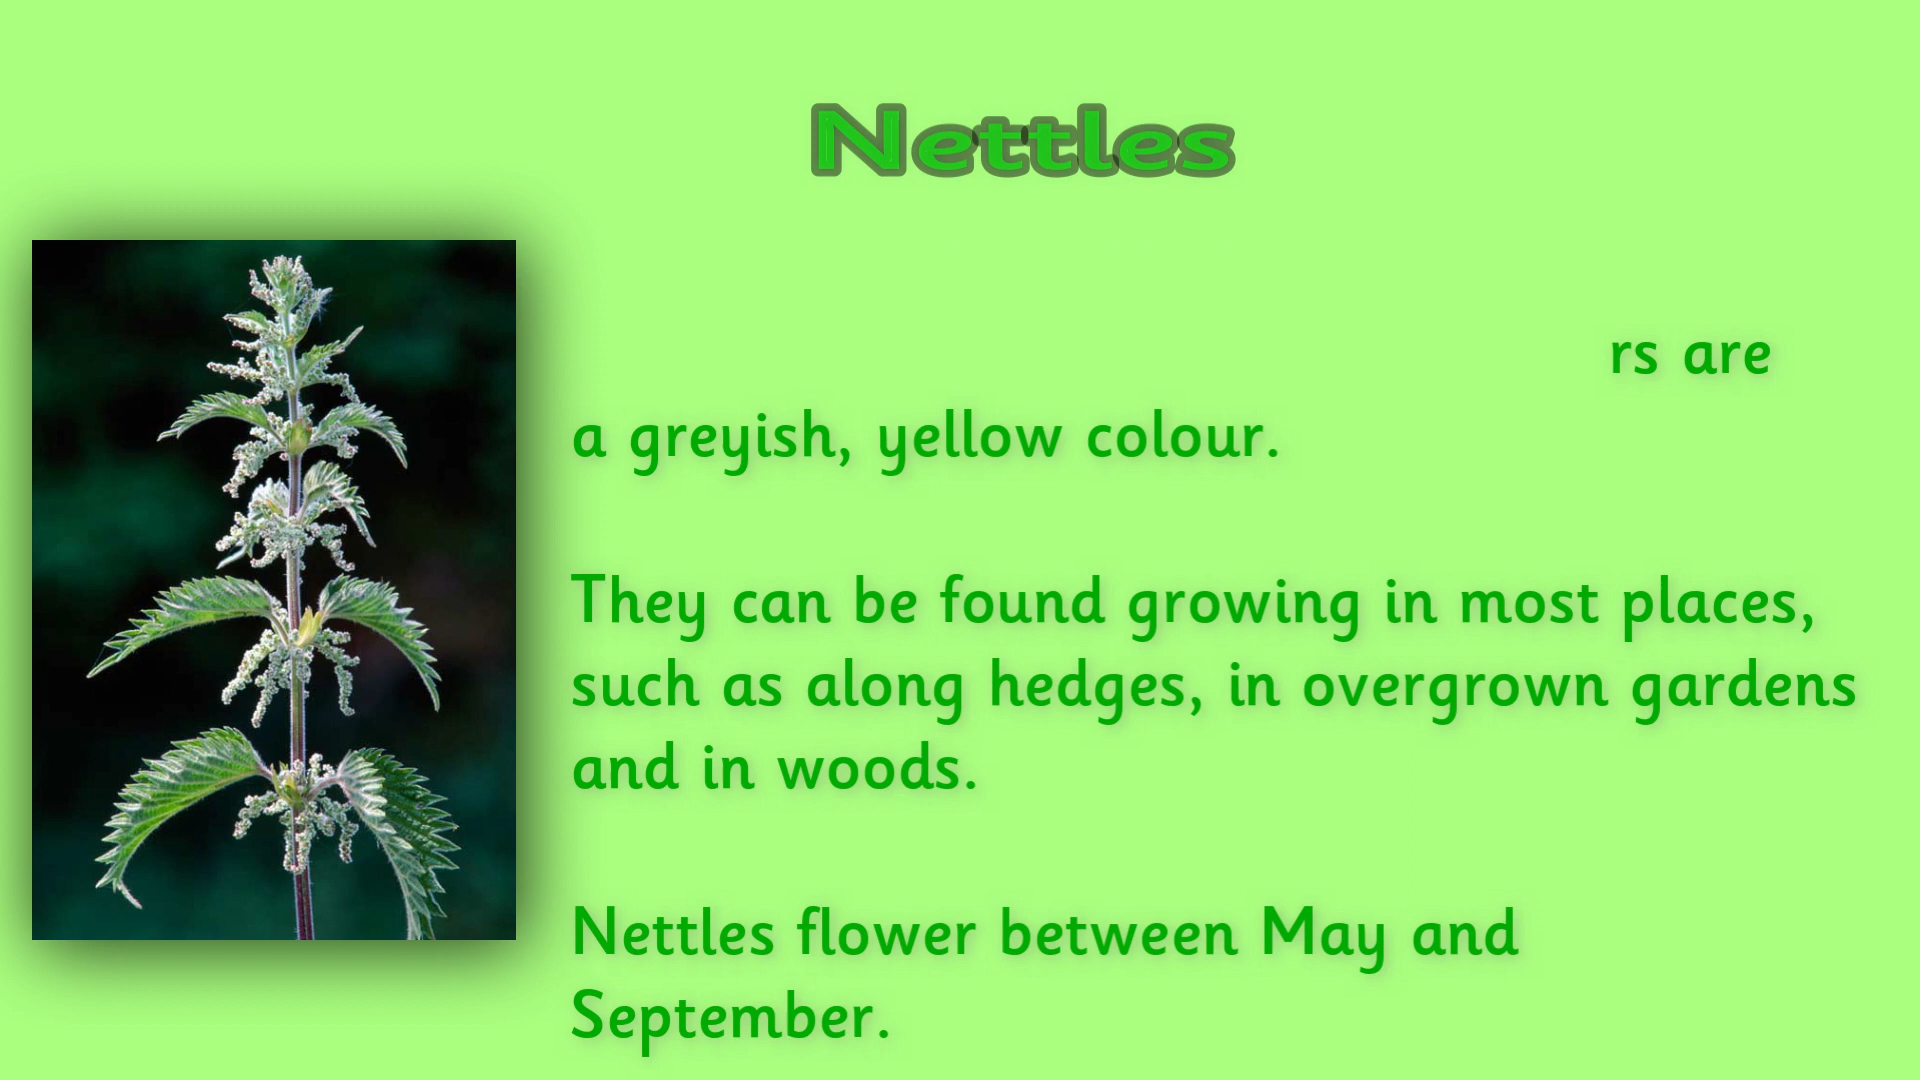 Nettles
rs are
a greyish, yellow colour.
They can be found growing in most places,
such as along hedges, in overgrown gardens
and in woods.
Nettles flower between May and
September.